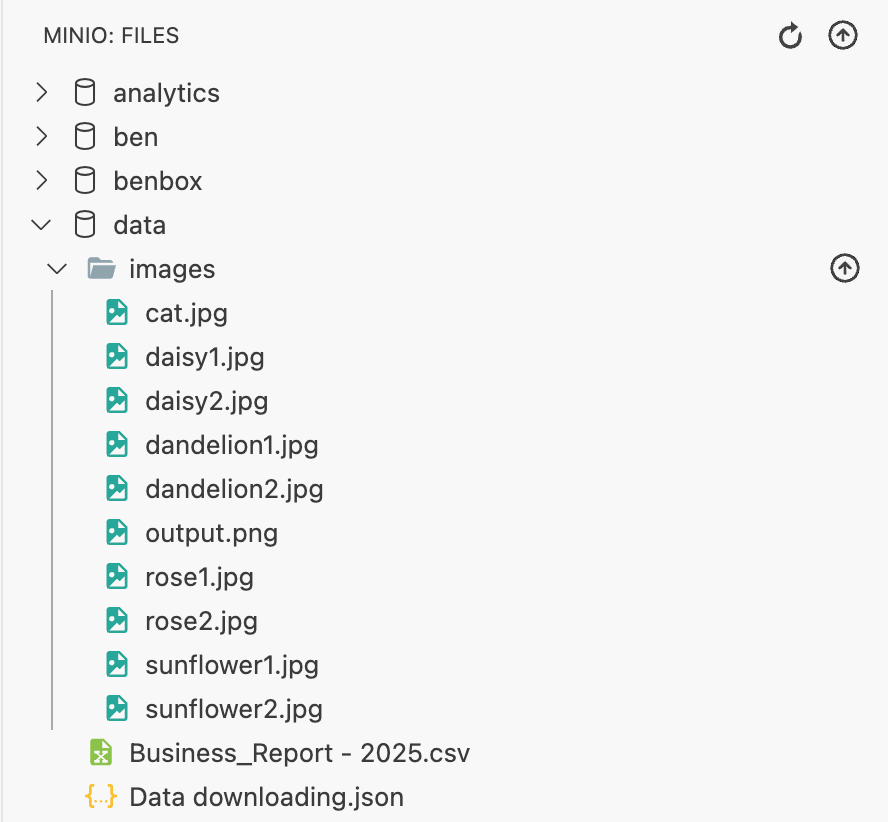 MINIO: FILES
analytics
ben
benbox
data
images
cat.jpg
daisy1.jpg
daisy2.jpg
dandelion1.jpg
dandelion2.jpg
output.png
rose1.jpg
rose2.jpg
sunflower1.jpg
sunflower2.jpg
Business_Report - 2025.csv
Data downloading.json